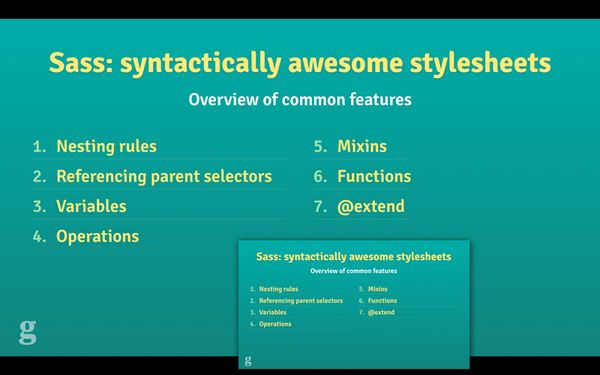 Sass: syntactically awesome stylesheets
Overview of common features
1. Nesting rules
2. Referencing parent selectors
3. Variables
4. Operations
5. Mixins
6. Functions
7. @extend
g
Sass: syntactically awesome stylesheets
Overview of common features
1. Nesting rules
2. Referencing parent selectors
3. Variables
4. Operations
5. Mixins
6. Functions
7. @extend
g